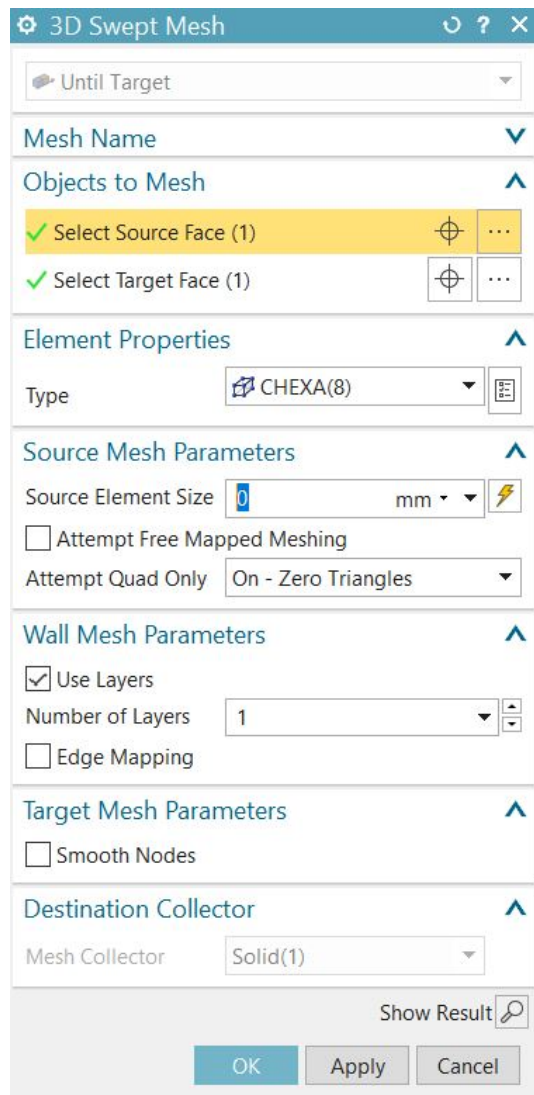 3D Swept Mesh ?
Until Target
Mesh Name
Objects to Mesh
Select Source Face (1) ...
Select Target Face (1) ...
Element Properties
Type CHEXA(8)
Source Mesh Parameters
Source Element Size 0 mm
Attempt Free Mapped Meshing
Attempt Quad Only On - Zero Triangles
Wall Mesh Parameters
Use Layers
Number of Layers 1
Edge Mapping
Target Mesh Parameters
Smooth Nodes
Destination Collector
Mesh Collector Solid(1)
Show Result
OK Apply Cancel